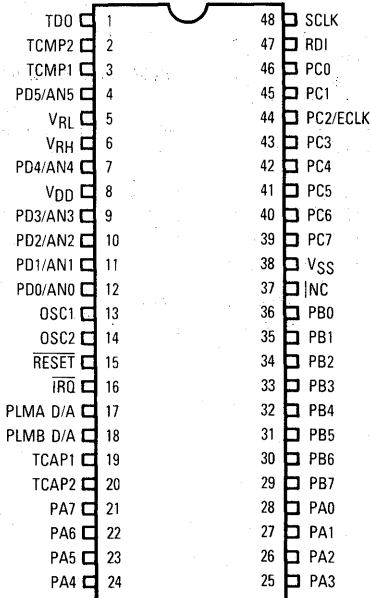 TDO 1 48 SCLK
TCMP2 2 47 RDI
TCMP1 3 46 PC0
PD5/AN5 4 45 PC1
VRL 5 44 PC2/ECLK
VRH 6 43 PC3
PD4/AN4 7 42 PC4
VDD 8 41 PC5
PD3/AN3 9 40 PC6
PD2/AN2 10 39 PC7
PD1/AN1 11 38 VSS
PD0/AN0 12 37 NC
OSC1 13 36 PB0
OSC2 14 35 PB1
RESET 15 34 PB2
IRQ 16 33 PB3
PLMA D/A 17 32 PB4
PLMB D/A 18 31 PB5
TCAP1 19 30 PB6
TCAP2 20 29 PB7
PA7 21 28 PA0
PA6 22 27 PA1
PA5 23 26 PA2
PA4 24 25 PA3